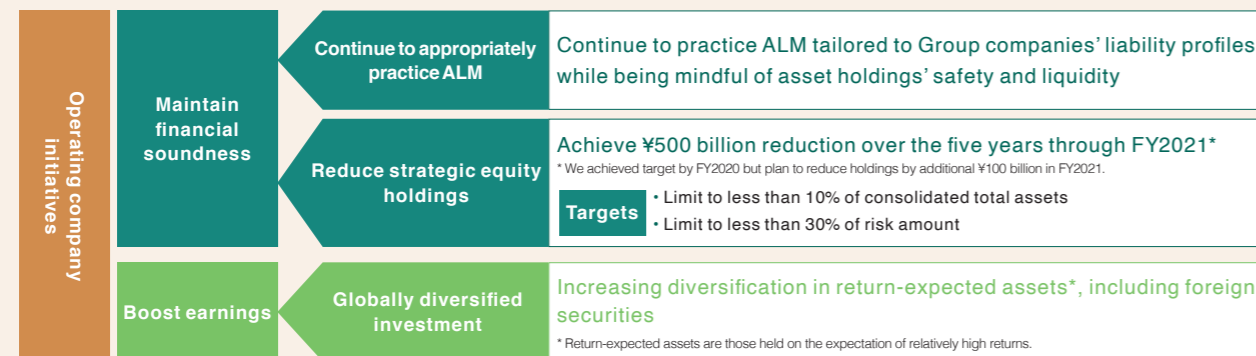 Operating company
initiatives
Maintain
financial
soundness
Continue to appropriately
practice ALM
Continue to practice ALM tailored to Group companies’ liability profiles
while being mindful of asset holdings’ safety and liquidity
Reduce strategic equity
holdings
Achieve ¥500 billion reduction over the five years through FY2021*
* We achieved target by FY2020 but plan to reduce holdings by additional ¥100 billion in FY2021.
Targets
• Limit to less than 10% of consolidated total assets
• Limit to less than 30% of risk amount
Boost earnings
Globally diversified
investment
Increasing diversification in return-expected assets*, including foreign
securities
* Return-expected assets are those held on the expectation of relatively high returns.